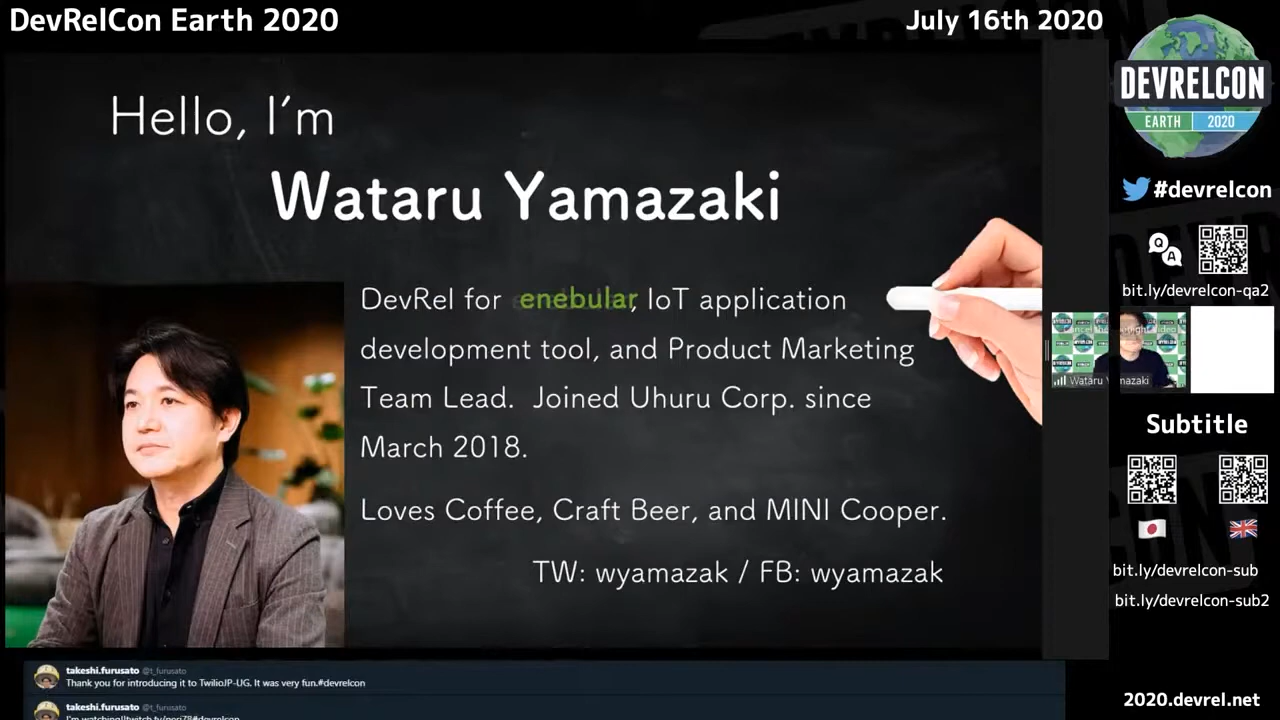 DevRelCon Earth 2020
July 16th 2020
DEVRELCON
EARTH 2020
#devrelcon
Hello, I'm
Wataru Yamazaki
DevRel for enebular, IoT application
development tool, and Product Marketing
Team Lead. Joined Uhuru Corp. since
March 2018.
Loves Coffee, Craft Beer, and MINI Cooper.
TW: wyamazak / FB: wyamazak
Q A
bit.ly/devrelcon-qa2
Wataru Yamazaki
Subtitle
bit.ly/devrelcon-sub
bit.ly/devrelcon-sub2
takeshi.furusato @t_furusato
Thank you for introducing it to TwilioJP-UG. It was very fun.#devrelcon
takeshi.furusato @t_furusato
2020.devrel.net